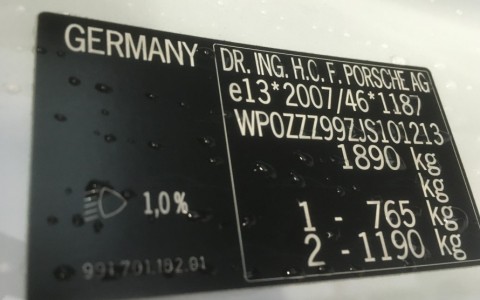 GERMANY
DR. ING. H.C. F. PORSCHE AG
e13*2007/46*1187
WP0ZZZ99ZJS101213
1890 kg
kg
1 - 765 kg
2 - 1190 kg
1,0%
991.701.182.01